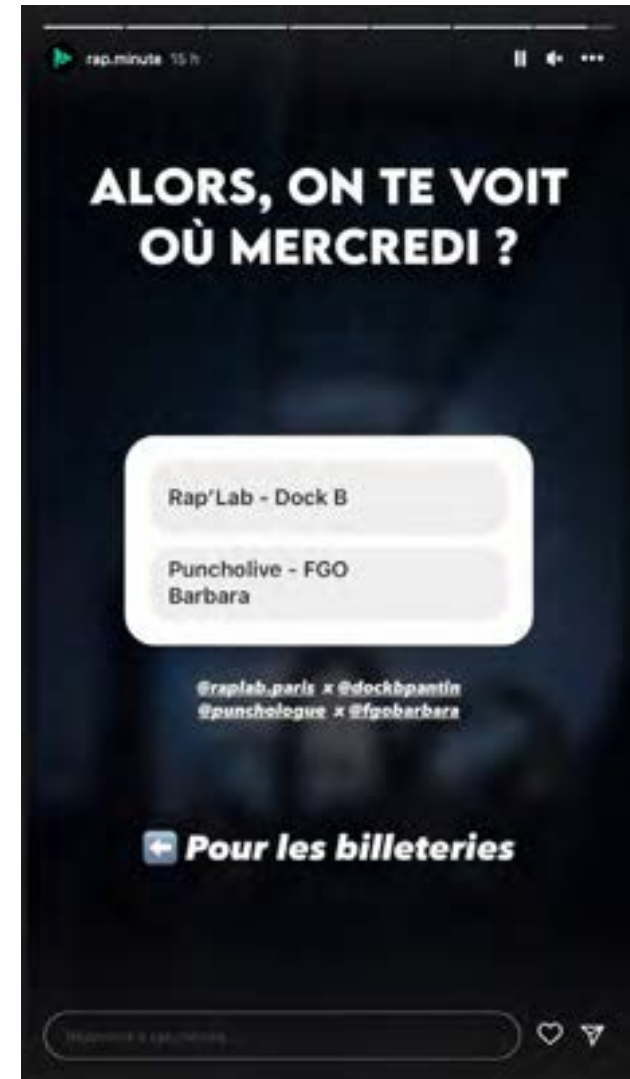 rap.minute 15 h
ALORS, ON TE VOIT
OÙ MERCREDI ?
Rap'Lab - Dock B
Puncholive - FGO
Barbara
@raplab.paris x @dockbpantin
@punchologue x @fgobarbara
Pour les billeteries